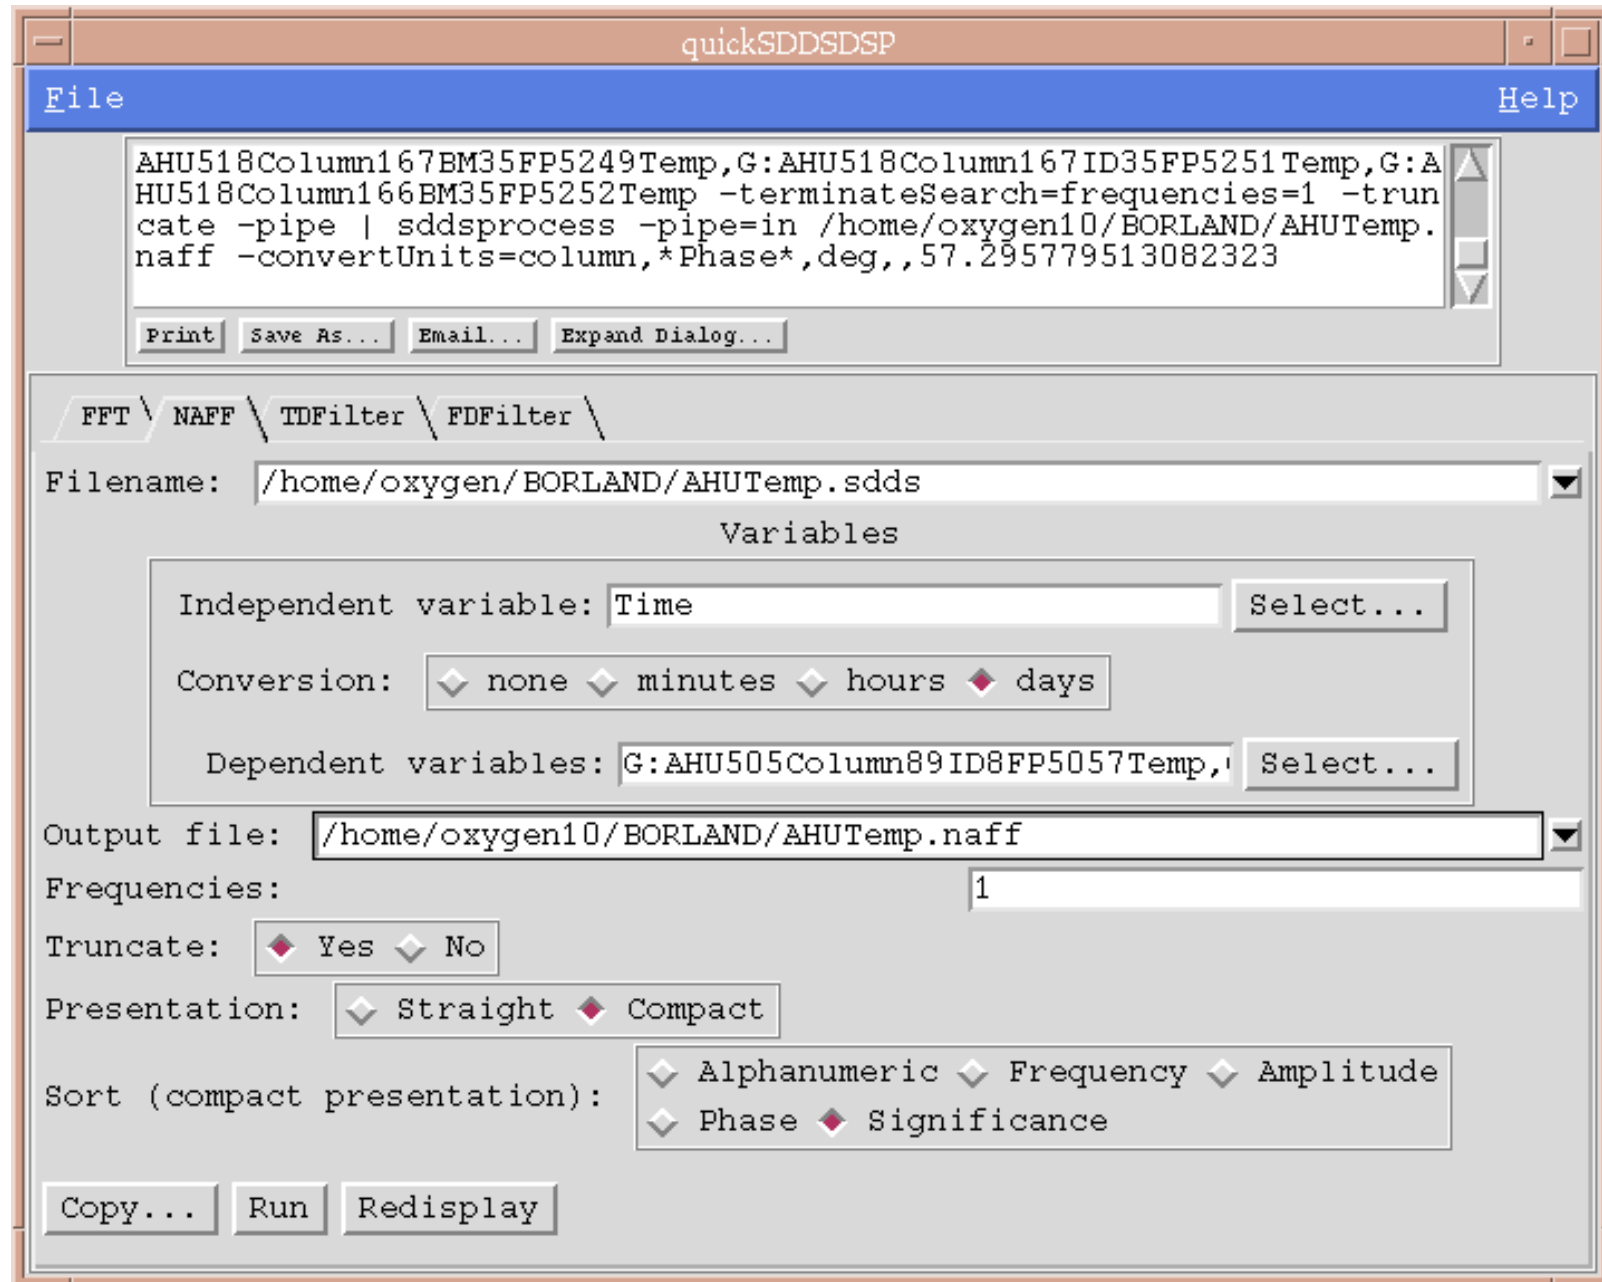 quickSDDSDSP
File Help
AHU518Column167BM35FP5249Temp,G:AHU518Column167ID35FP5251Temp,G:A
HU518Column166BM35FP5252Temp -terminateSearch=frequencies=1 -trun
cate -pipe | sddsprocess -pipe=in /home/oxygen10/BORLAND/AHUTemp.
naff -convertUnits=column,*Phase*,deg,,57.295779513082323
Print Save As... Email... Expand Dialog...
FFT NAFF TDFilter FDFilter
Filename: /home/oxygen/BORLAND/AHUTemp.sdds
Variables
Independent variable: Time Select...
Conversion: none minutes hours days
Dependent variables: G:AHU505Column89ID8FP5057Temp, Select...
Output file: /home/oxygen10/BORLAND/AHUTemp.naff
Frequencies: 1
Truncate: Yes No
Presentation: Straight Compact
Sort (compact presentation): Alphanumeric Frequency Amplitude
Phase Significance
Copy... Run Redisplay